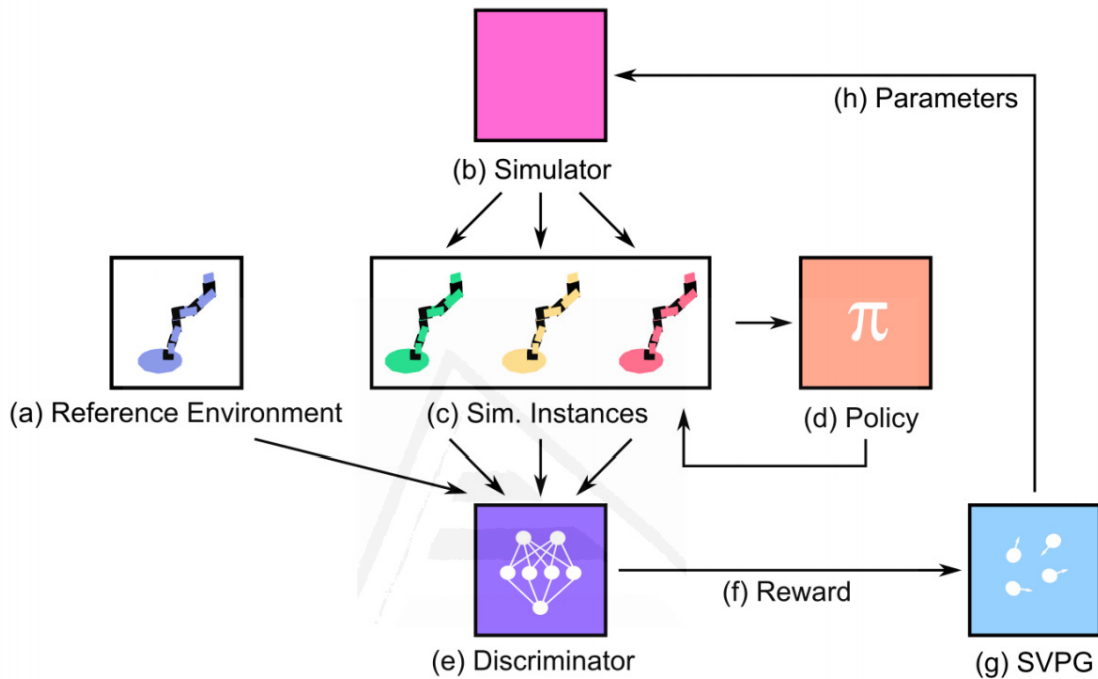 (h) Parameters
(b) Simulator
π
(a) Reference Environment
(c) Sim. Instances
(d) Policy
(f) Reward
(e) Discriminator
(g) SVPG